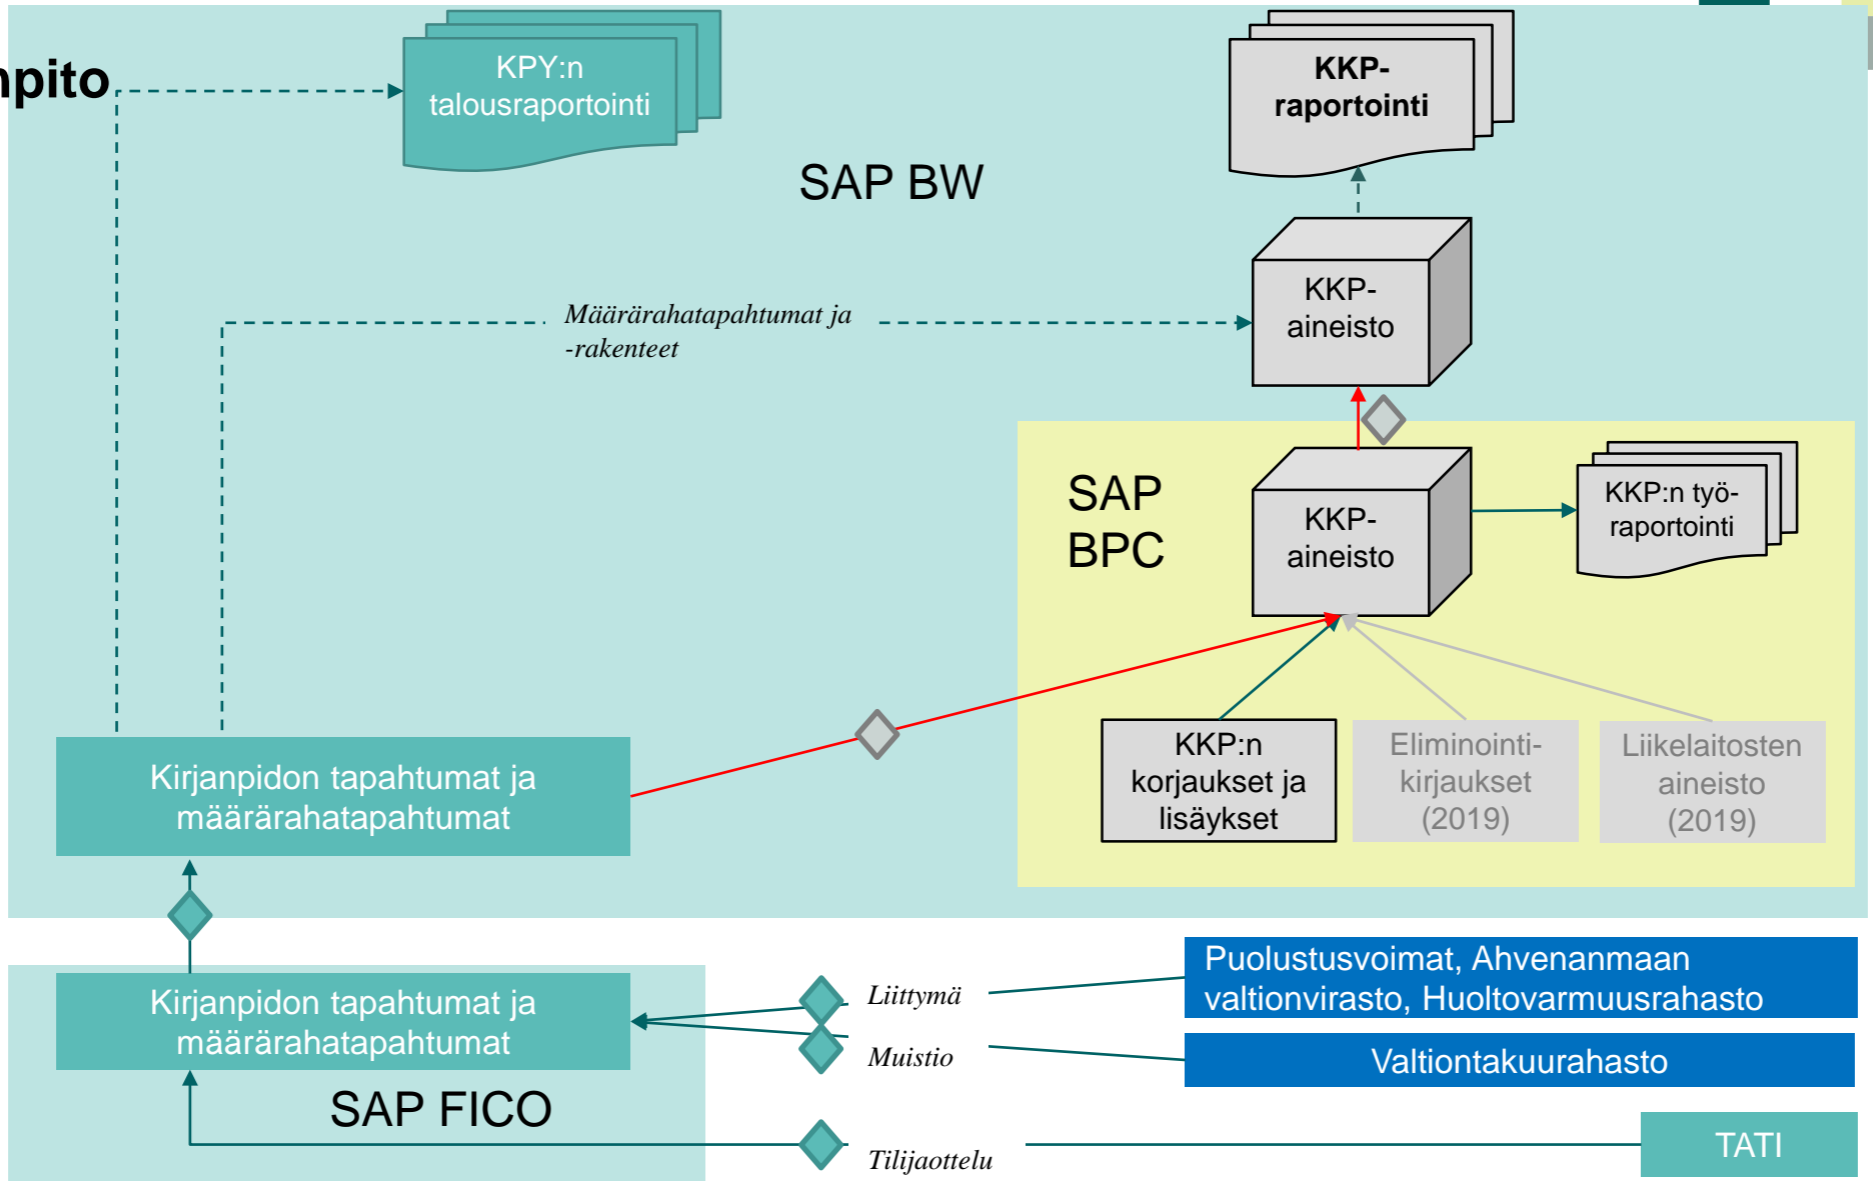 KPY:n
talousraportointi
KKP-
raportointi
SAP BW
KKP-
aineisto
Määrärahatapahtumat ja
-rakenteet
SAP
BPC
KKP-
aineisto
KKP:n työ-
raportointi
KKP:n
korjaukset ja
lisäykset
Eliminointi-
kirjaukset
(2019)
Liikelaitosten
aineisto
(2019)
Kirjanpidon tapahtumat ja
määrärahatapahtumat
Kirjanpidon tapahtumat ja
määrärahatapahtumat
SAP FICO
Liittymä
Puolustusvoimat, Ahvenanmaan
valtionvirasto, Huoltovarmuusrahasto
Muistio
Valtiontakuurahasto
Tilijaottelu
TATI